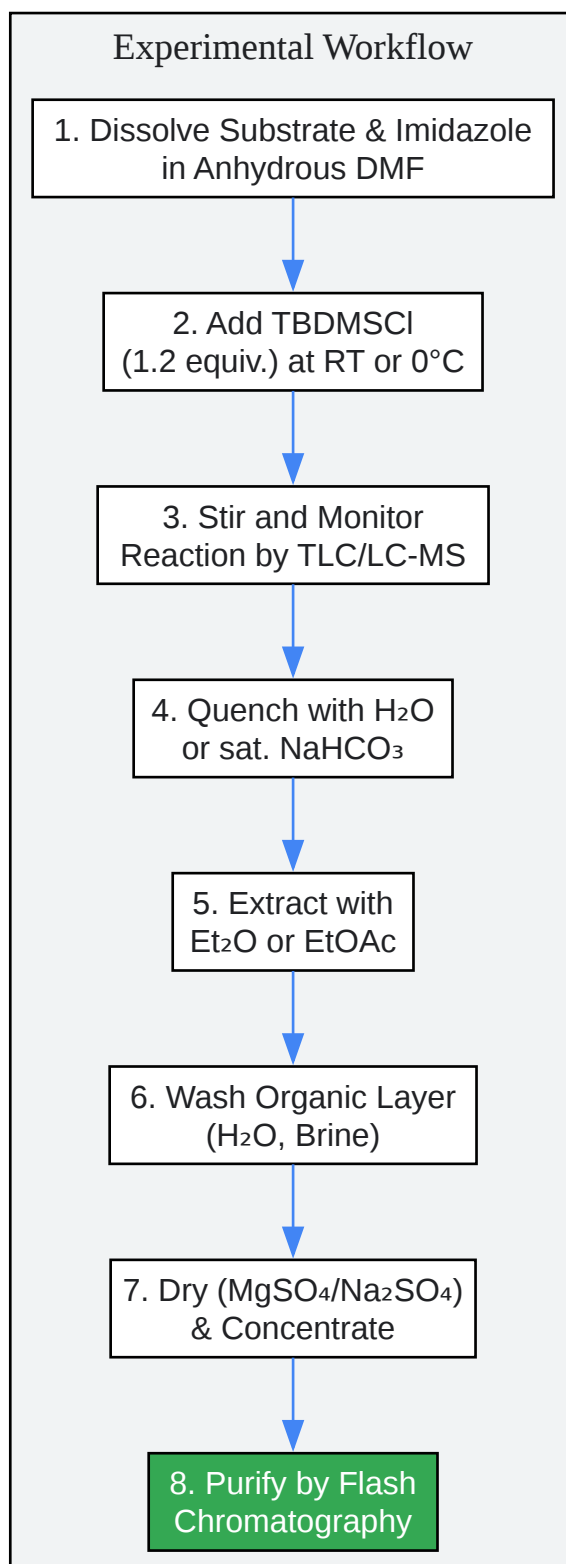 Experimental Workflow
1. Dissolve Substrate & Imidazole
in Anhydrous DMF
2. Add TBDMSCl
(1.2 equiv.) at RT or 0°C
3. Stir and Monitor
Reaction by TLC/LC-MS
4. Quench with H₂O
or sat. NaHCO₃
5. Extract with
Et₂O or EtOAc
6. Wash Organic Layer
(H₂O, Brine)
7. Dry (MgSO₄/Na₂SO₄)
& Concentrate
8. Purify by Flash
Chromatography